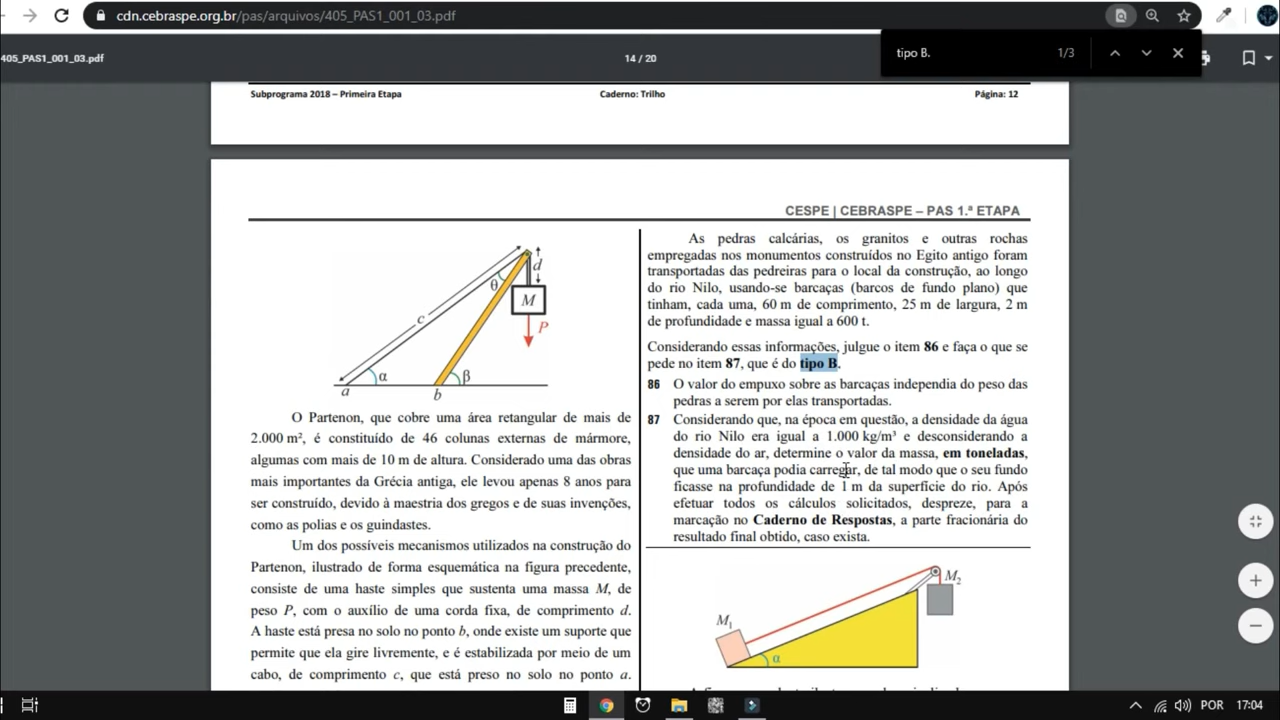 cdn.cebraspe.org.br/pas/arquivos/405_PAS1_001_03.pdf
tipo B.
1/3
405_PAS1_001_03.pdf
14 / 20
Subprograma 2018 – Primeira Etapa
Caderno: Trilho
Página: 12
CESPE | CEBRASPE – PAS 1.ª ETAPA
d
θ
M
c
P
α
β
a
b
O Partenon, que cobre uma área retangular de mais de
2.000 m², é constituído de 46 colunas externas de mármore,
algumas com mais de 10 m de altura. Considerado uma das obras
mais importantes da Grécia antiga, ele levou apenas 8 anos para
ser construído, devido à maestria dos gregos e de suas invenções,
como as polias e os guindastes.
Um dos possíveis mecanismos utilizados na construção do
Partenon, ilustrado de forma esquemática na figura precedente,
consiste de uma haste simples que sustenta uma massa M, de
peso P, com o auxílio de uma corda fixa, de comprimento d.
A haste está presa no solo no ponto b, onde existe um suporte que
permite que ela gire livremente, e é estabilizada por meio de um
cabo, de comprimento c, que está preso no solo no ponto a.
As pedras calcárias, os granitos e outras rochas
empregadas nos monumentos construídos no Egito antigo foram
transportadas das pedreiras para o local da construção, ao longo
do rio Nilo, usando-se barcaças (barcos de fundo plano) que
tinham, cada uma, 60 m de comprimento, 25 m de largura, 2 m
de profundidade e massa igual a 600 t.
Considerando essas informações, julgue o item 86 e faça o que se
pede no item 87, que é do tipo B.
86 O valor do empuxo sobre as barcaças independia do peso das
pedras a serem por elas transportadas.
87 Considerando que, na época em questão, a densidade da água
do rio Nilo era igual a 1.000 kg/m³ e desconsiderando a
densidade do ar, determine o valor da massa, em toneladas,
que uma barcaça podia carregar, de tal modo que o seu fundo
ficasse na profundidade de 1 m da superfície do rio. Após
efetuar todos os cálculos solicitados, despreze, para a
marcação no Caderno de Respostas, a parte fracionária do
resultado final obtido, caso exista.
M₂
M₁
α
POR
17:04